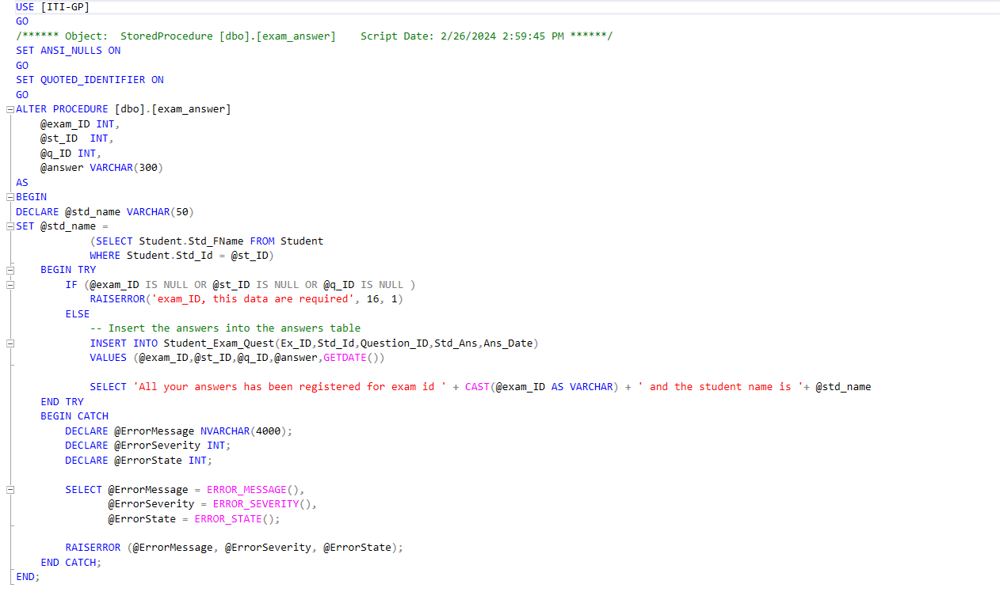 USE [ITI-GP]
GO
/****** Object:  StoredProcedure [dbo].[exam_answer]    Script Date: 2/26/2024 2:59:45 PM ******/
SET ANSI_NULLS ON
GO
SET QUOTED_IDENTIFIER ON
GO
ALTER PROCEDURE [dbo].[exam_answer]
    @exam_ID INT,
    @st_ID  INT,
    @q_ID INT,
    @answer VARCHAR(300)
AS
BEGIN
DECLARE @std_name VARCHAR(50)
SET @std_name =
            (SELECT Student.Std_FName FROM Student
            WHERE Student.Std_Id = @st_ID)
    BEGIN TRY
        IF (@exam_ID IS NULL OR @st_ID IS NULL OR @q_ID IS NULL )
            RAISERROR('exam_ID, this data are required', 16, 1)
        ELSE
            -- Insert the answers into the answers table
            INSERT INTO Student_Exam_Quest(Ex_ID,Std_Id,Question_ID,Std_Ans,Ans_Date)
            VALUES (@exam_ID,@st_ID,@q_ID,@answer,GETDATE())

            SELECT 'All your answers has been registered for exam id ' + CAST(@exam_ID AS VARCHAR) + ' and the student name is '+ @std_name
    END TRY
    BEGIN CATCH
        DECLARE @ErrorMessage NVARCHAR(4000);
        DECLARE @ErrorSeverity INT;
        DECLARE @ErrorState INT;

        SELECT @ErrorMessage = ERROR_MESSAGE(),
               @ErrorSeverity = ERROR_SEVERITY(),
               @ErrorState = ERROR_STATE();

        RAISERROR (@ErrorMessage, @ErrorSeverity, @ErrorState);
    END CATCH;
END;